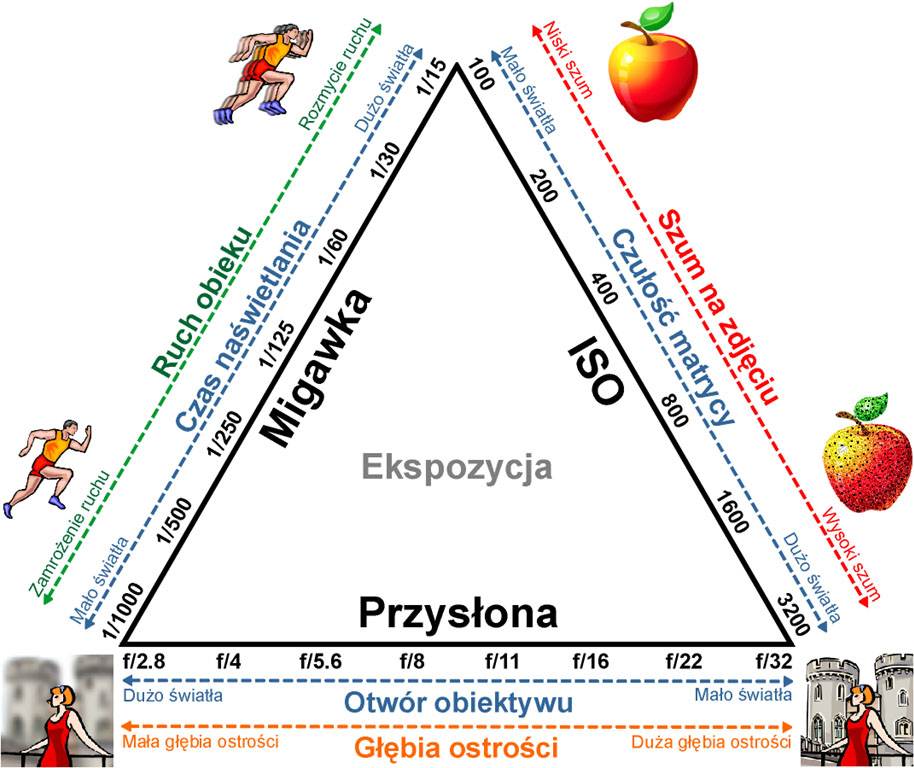 Rozmycie ruchu
Dużo światła
1/15
100
Mało światła
Niski szum
1/30
200
1/60
400
Ruch obieku
Czas naświetlania
1/125
Migawka
ISO
Czułość matrycy
Szum na zdjęciu
1/250
800
Ekspozycja
1/500
1600
Zamrożenie ruchu
Mało światła
1/1000
3200
Dużo światła
Wysoki szum
Przysłona
f/2.8 f/4 f/5.6 f/8 f/11 f/16 f/22 f/32
Dużo światła Otwór obiektywu Mało światła
Mała głębia ostrości Głębia ostrości Duża głębia ostrości